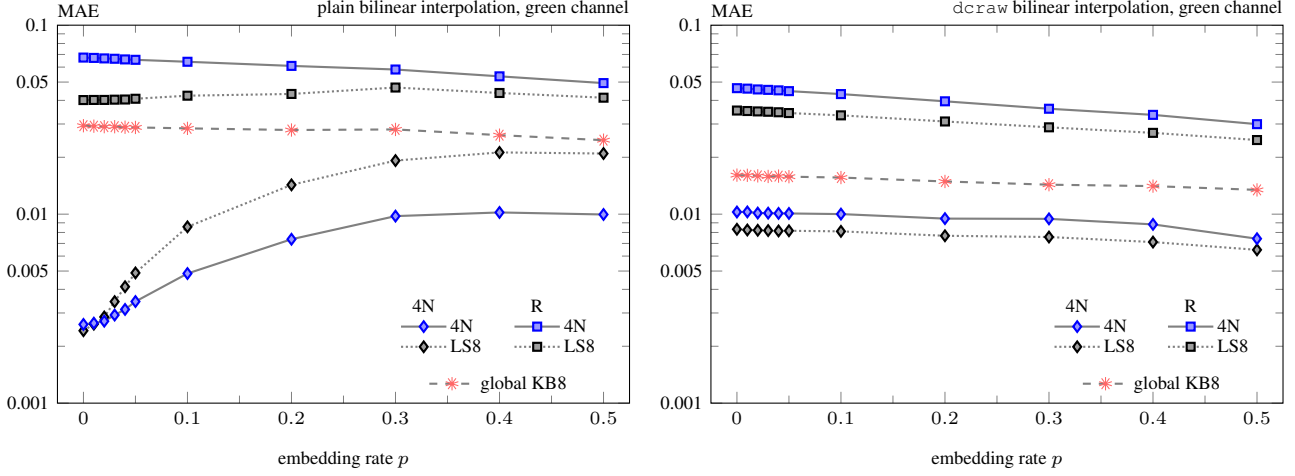 MAE
plain bilinear interpolation, green channel
0.1
0.05
0.01
0.005
0.001
4N R
4N 4N
LS8 LS8
global KB8
0 0.1 0.2 0.3 0.4 0.5
embedding rate p
MAE
dcraw bilinear interpolation, green channel
0.1
0.05
0.01
0.005
0.001
4N R
4N 4N
LS8 LS8
global KB8
0 0.1 0.2 0.3 0.4 0.5
embedding rate p